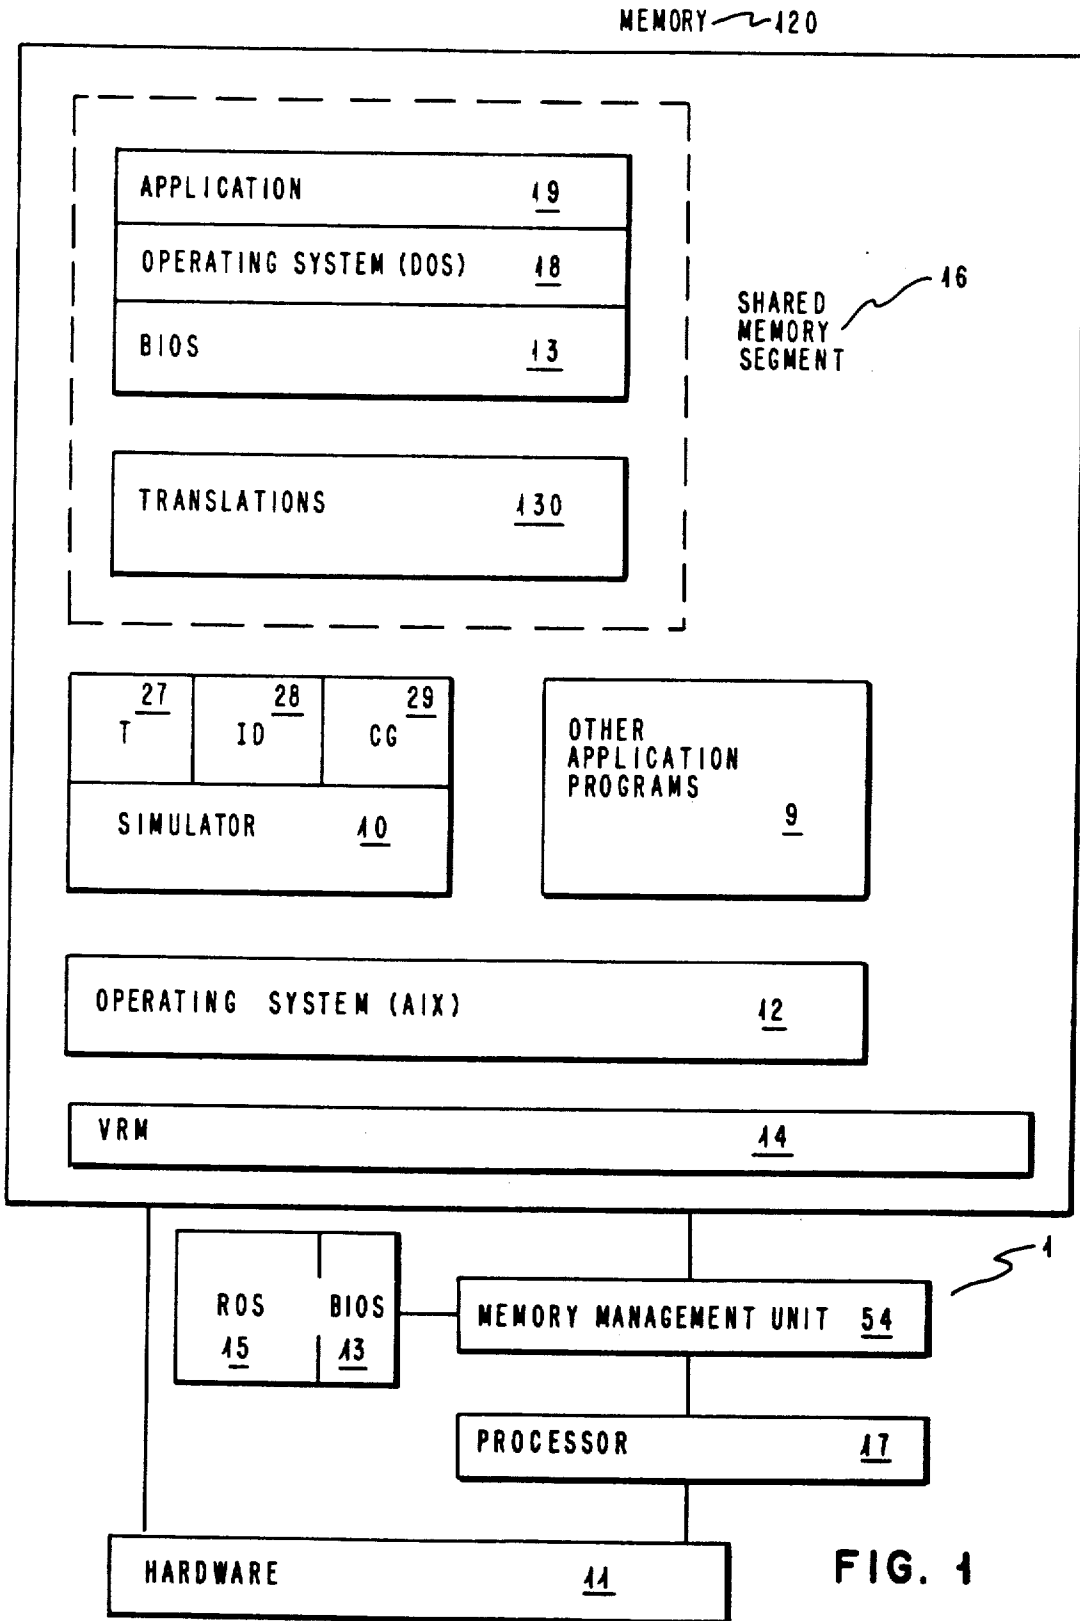 MEMORY 120
APPLICATION 19
OPERATING SYSTEM (DOS) 18
BIOS 13
SHARED
MEMORY
SEGMENT
16
TRANSLATIONS 130
27 28 29
T ID CG
SIMULATOR 10
OTHER
APPLICATION
PROGRAMS
9
OPERATING SYSTEM (AIX) 12
VRM 14
1
ROS BIOS
15 13
MEMORY MANAGEMENT UNIT 54
PROCESSOR 17
HARDWARE 11
FIG. 1